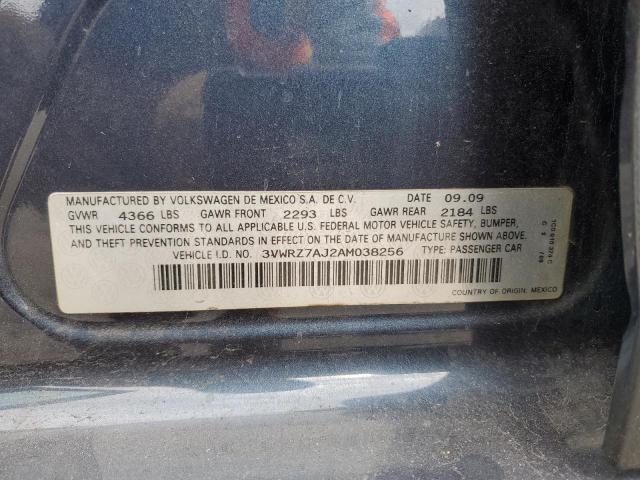 MANUFACTURED BY VOLKSWAGEN DE MEXICO S.A. DE C.V. DATE 09.09
GVWR 4366 LBS GAWR FRONT 2293 LBS GAWR REAR 2184 LBS
THIS VEHICLE CONFORMS TO ALL APPLICABLE U.S. FEDERAL MOTOR VEHICLE SAFETY, BUMPER,
AND THEFT PREVENTION STANDARDS IN EFFECT ON THE DATE OF MANUFACTURE SHOWN ABOVE.
VEHICLE I.D. NO. 3VWRZ7AJ2AM038256 TYPE: PASSENGER CAR
COUNTRY OF ORIGIN: MEXICO